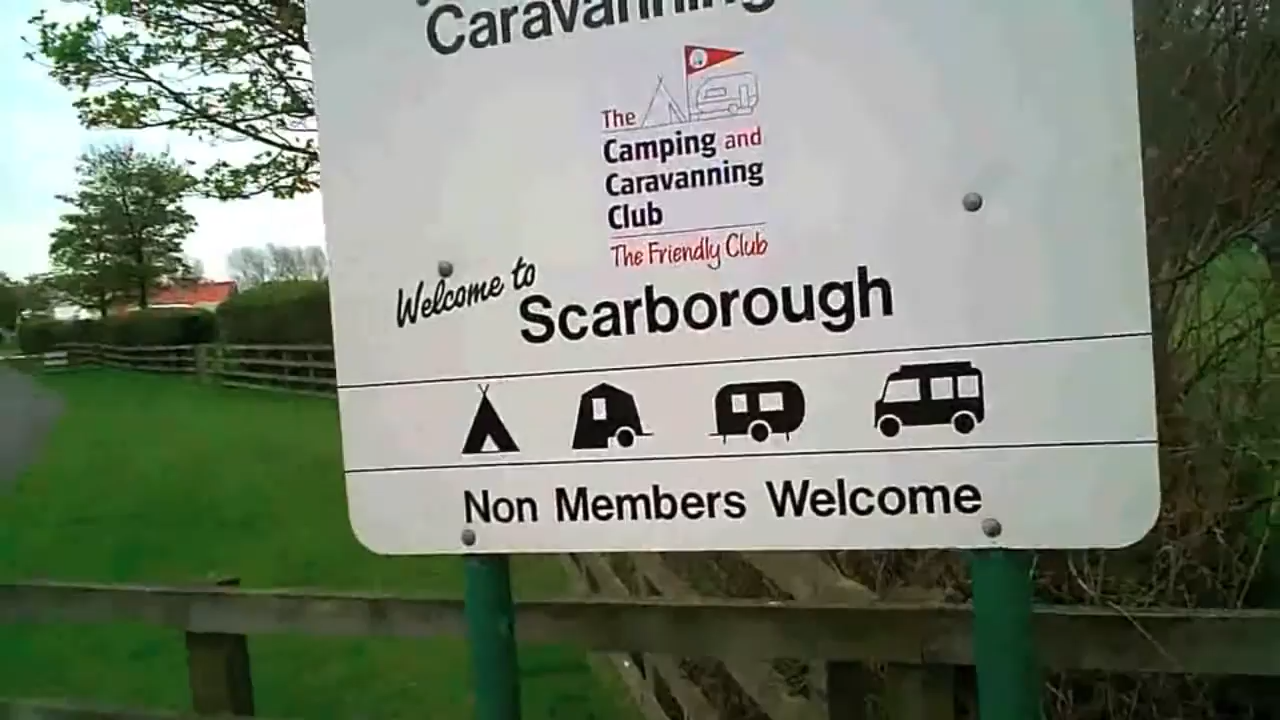 Caravanning
The
Camping and
Caravanning
Club
The Friendly Club
Welcome to
Scarborough
Non Members Welcome